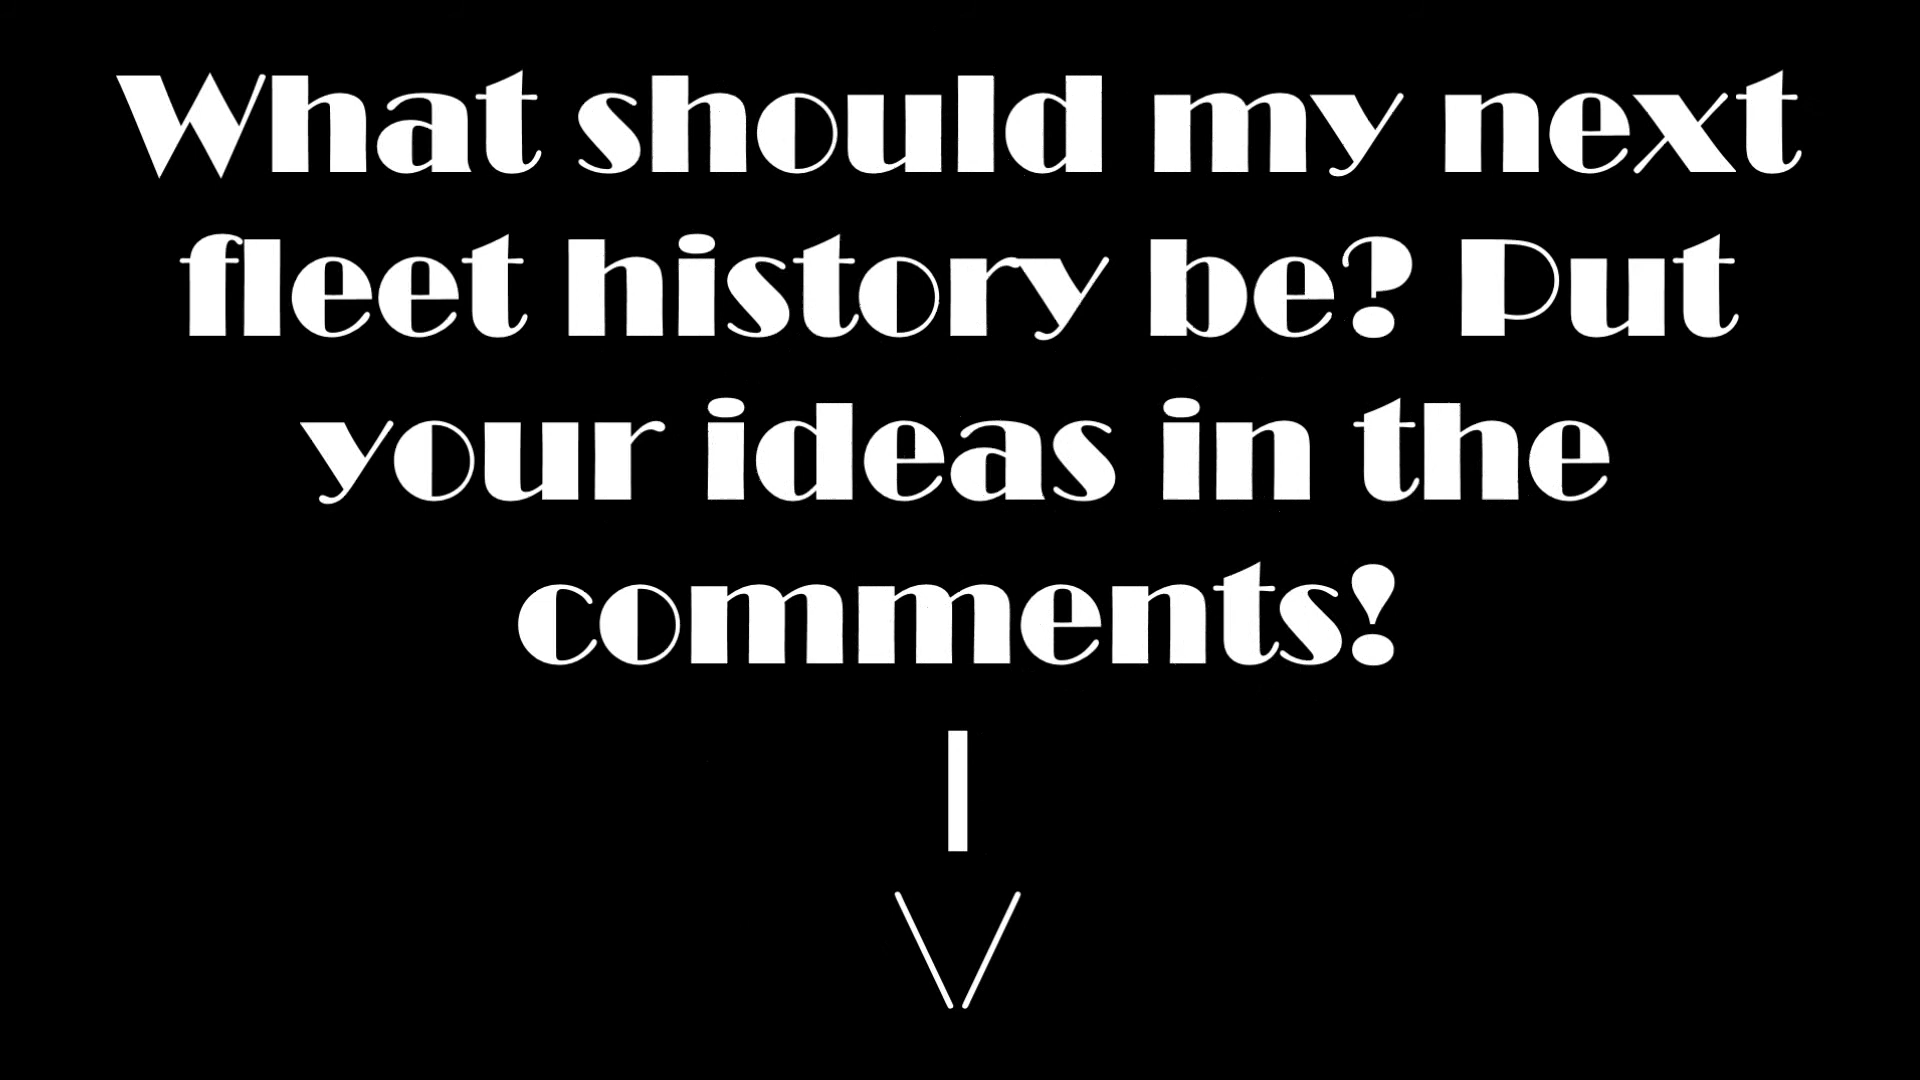 What should my next
fleet history be? Put
your ideas in the
comments!
|
\/